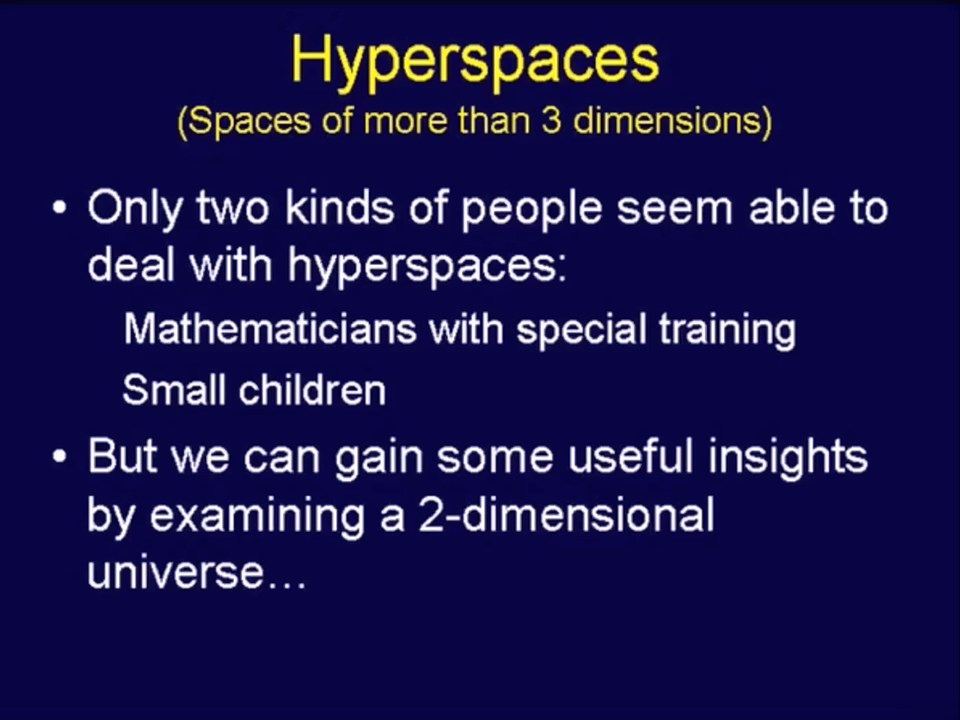 Hyperspaces
(Spaces of more than 3 dimensions)
• Only two kinds of people seem able to
deal with hyperspaces:
Mathematicians with special training
Small children
• But we can gain some useful insights
by examining a 2-dimensional
universe…